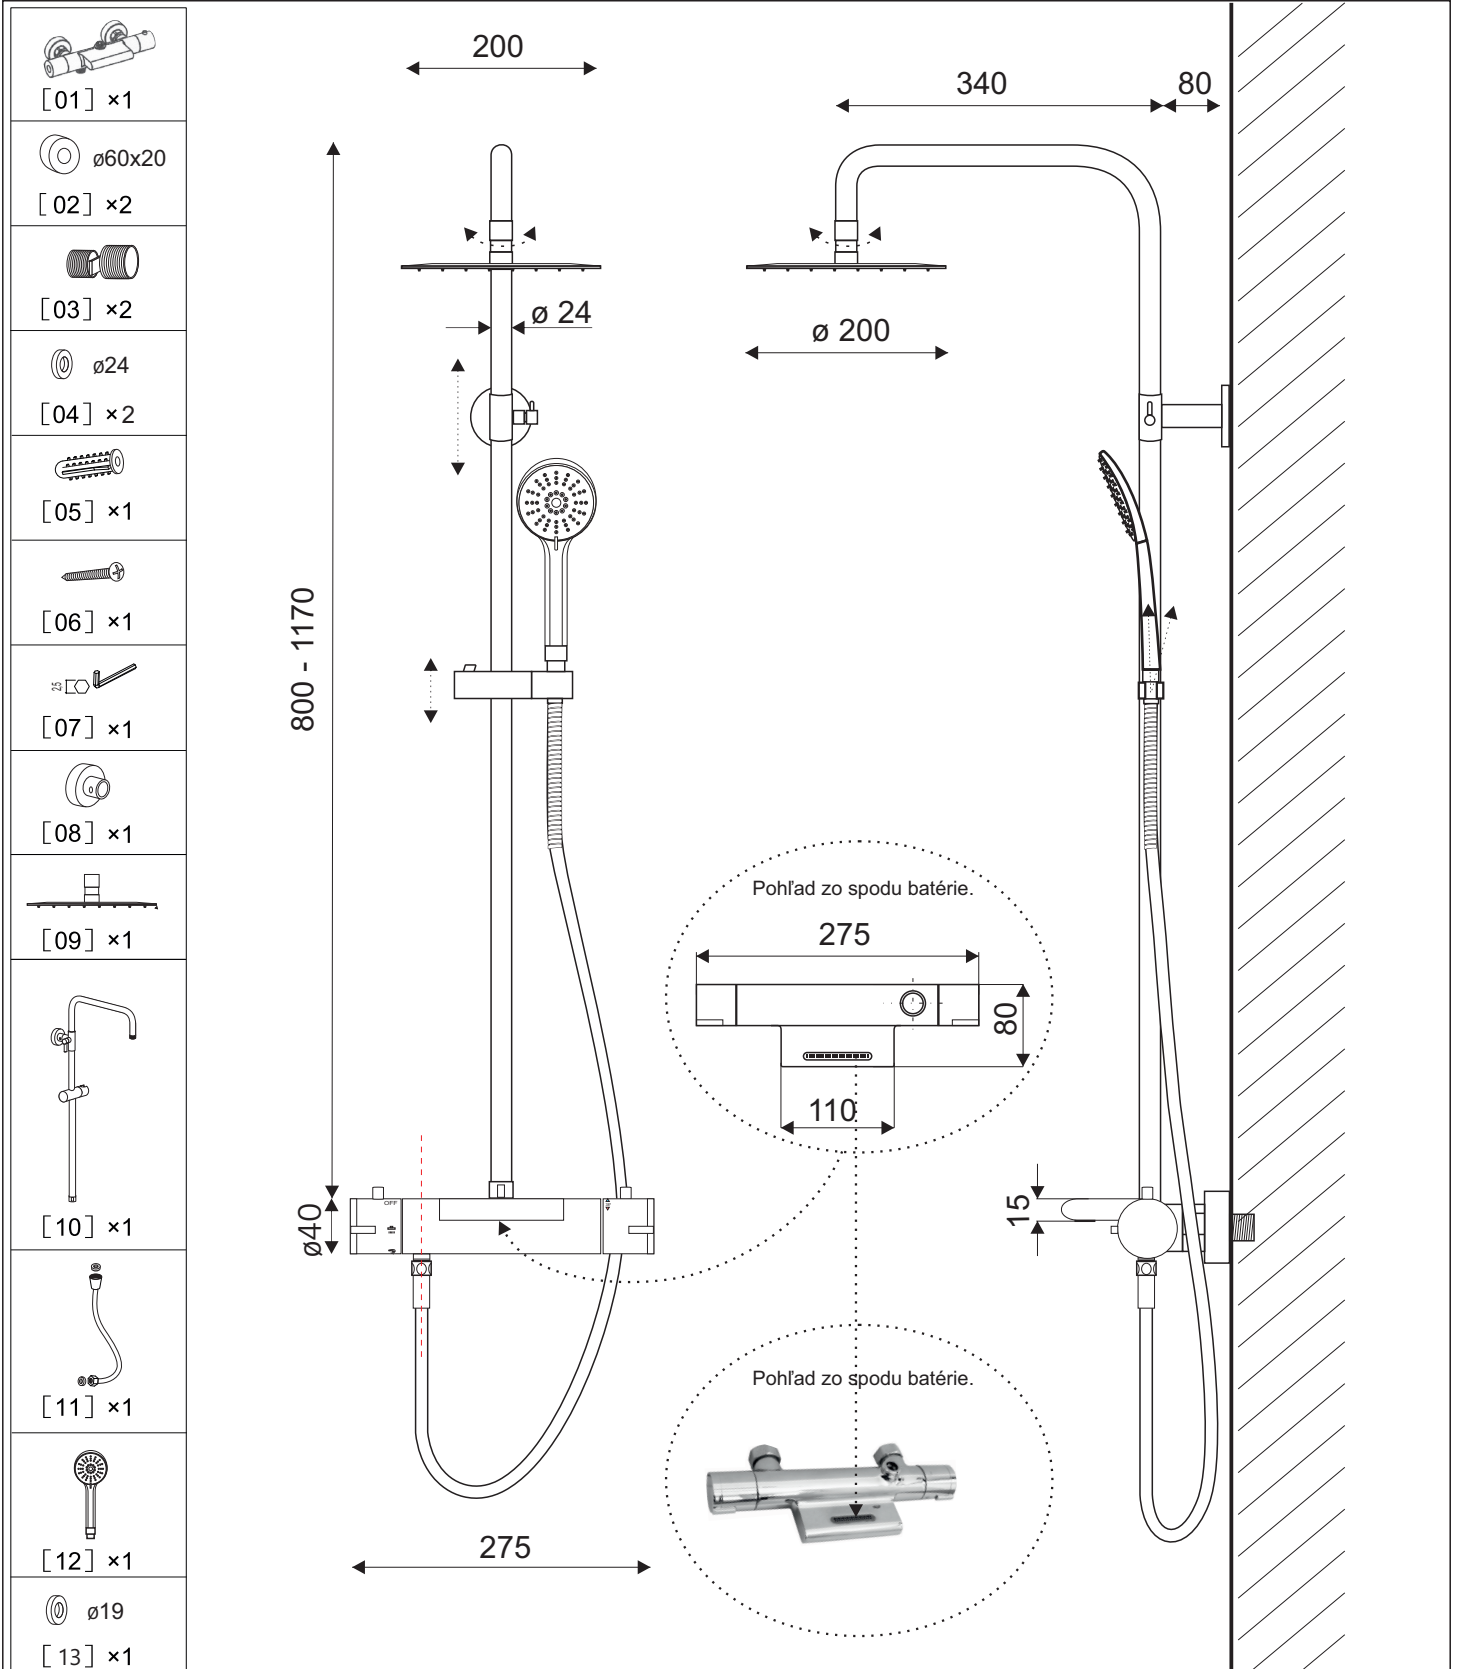 [01] ×1
ø60x20
[02] ×2
[03] ×2
ø24
[04] ×2
[05] ×1
[06] ×1
2.5
[07] ×1
[08] ×1
[09] ×1
[10] ×1
[11] ×1
[12] ×1
ø19
[13] ×1
200
340
80
ø 24
ø 200
800 - 1170
Pohľad zo spodu batérie.
275
80
110
OFF
ø40
15
Pohľad zo spodu batérie.
275